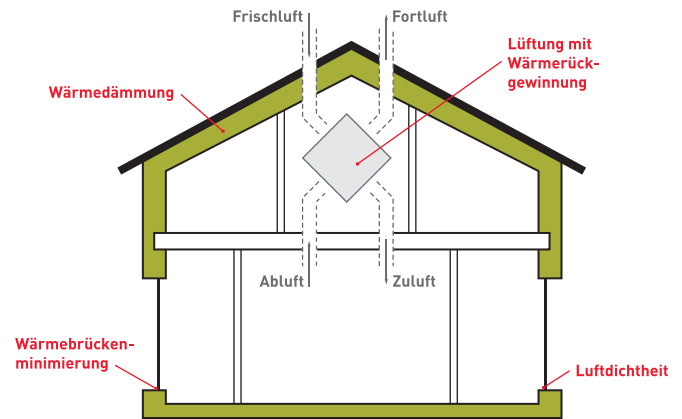 Frischluft
Fortluft
Lüftung mit
Wärmerück-
gewinnung
Wärmedämmung
Abluft
Zuluft
Wärmebrücken-
minimierung
Luftdichtheit